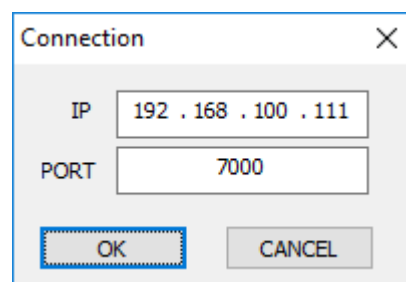 Connection
IP 192 . 168 . 100 . 111
PORT 7000
OK CANCEL